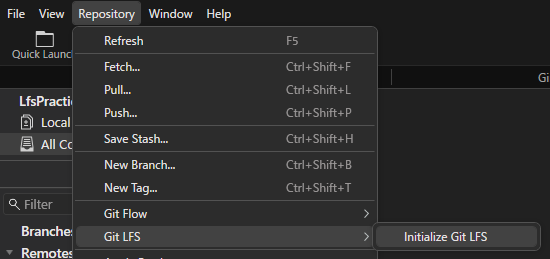 File View Repository Window Help
Quick Launc
Refresh F5
Fetch... Ctrl+Shift+F
Pull... Ctrl+Shift+L
Push... Ctrl+Shift+P
Save Stash... Ctrl+Shift+H
New Branch... Ctrl+Shift+B
New Tag... Ctrl+Shift+T
Git Flow
Git LFS
Initialize Git LFS
Gi
LfsPractic
Local
All Co
Filter
Branches
Remotes